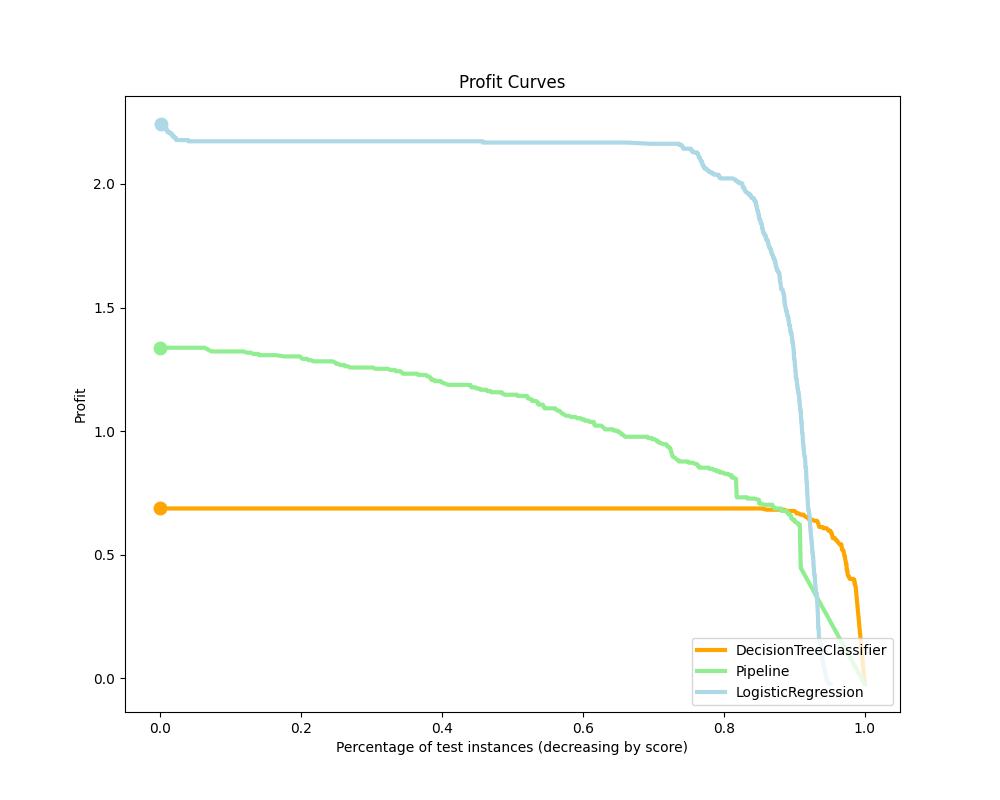 Profit Curves
Profit
2.0
1.5
1.0
0.5
0.0
DecisionTreeClassifier
Pipeline
LogisticRegression
0.0 0.2 0.4 0.6 0.8 1.0
Percentage of test instances (decreasing by score)